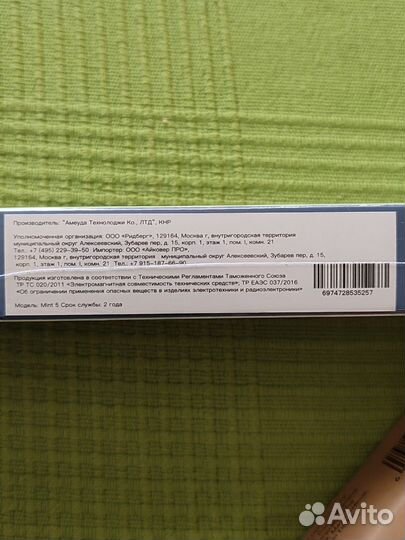 Производитель: "Амеуда Технолоджи Ко., ЛТД", КНР
Уполномоченная организация: ООО «Ридберг», 129164, Москва г, внутригородская территория
муниципальный округ Алексеевский, Зубарев пер, д. 15, корп. 1, этаж 1, пом. I, комн. 21
Тел.: +7 (495) 229-39-50. Импортер: ООО «Айковер ПРО»,
129164, Москва г, внутригородская территория муниципальный округ Алексеевский, Зубарев пер, д. 15,
корп. 1, этаж 1, пом. I, комн. 21 Тел.: +7 915-187-66-90
Продукция изготовлена в соответствии с Техническими Регламентами Таможенного Союза
ТР ТС 020/2011 «Электромагнитная совместимость технических средств»; ТР ЕАЭС 037/2016
«Об ограничении применения опасных веществ в изделиях электротехники и радиоэлектроники»
Модель: Mint 5 Срок службы: 2 года
6974728535257
Avito